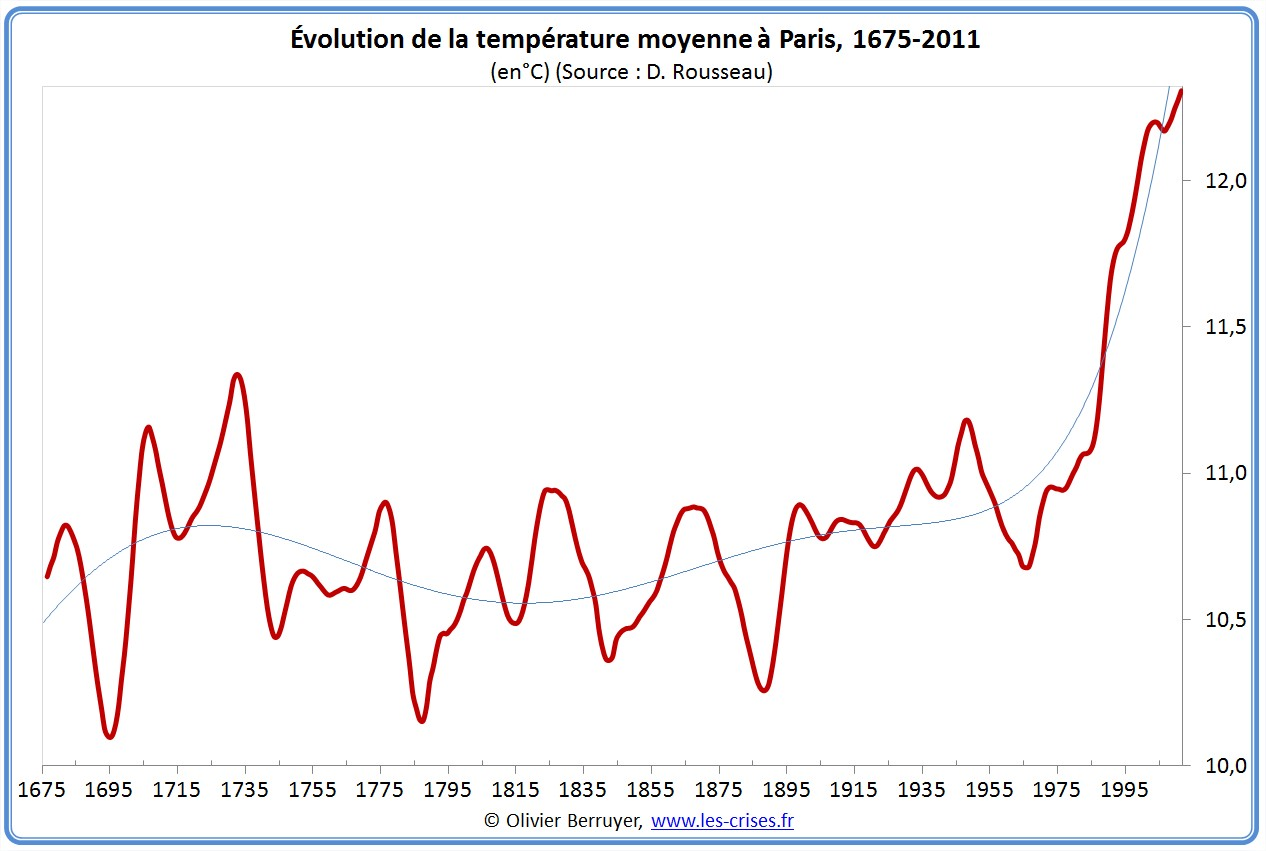 Évolution de la température moyenne à Paris, 1675-2011
(en°C) (Source : D. Rousseau)
12,0
11,5
11,0
10,5
10,0
1675 1695 1715 1735 1755 1775 1795 1815 1835 1855 1875 1895 1915 1935 1955 1975 1995
© Olivier Berruyer, www.les-crises.fr